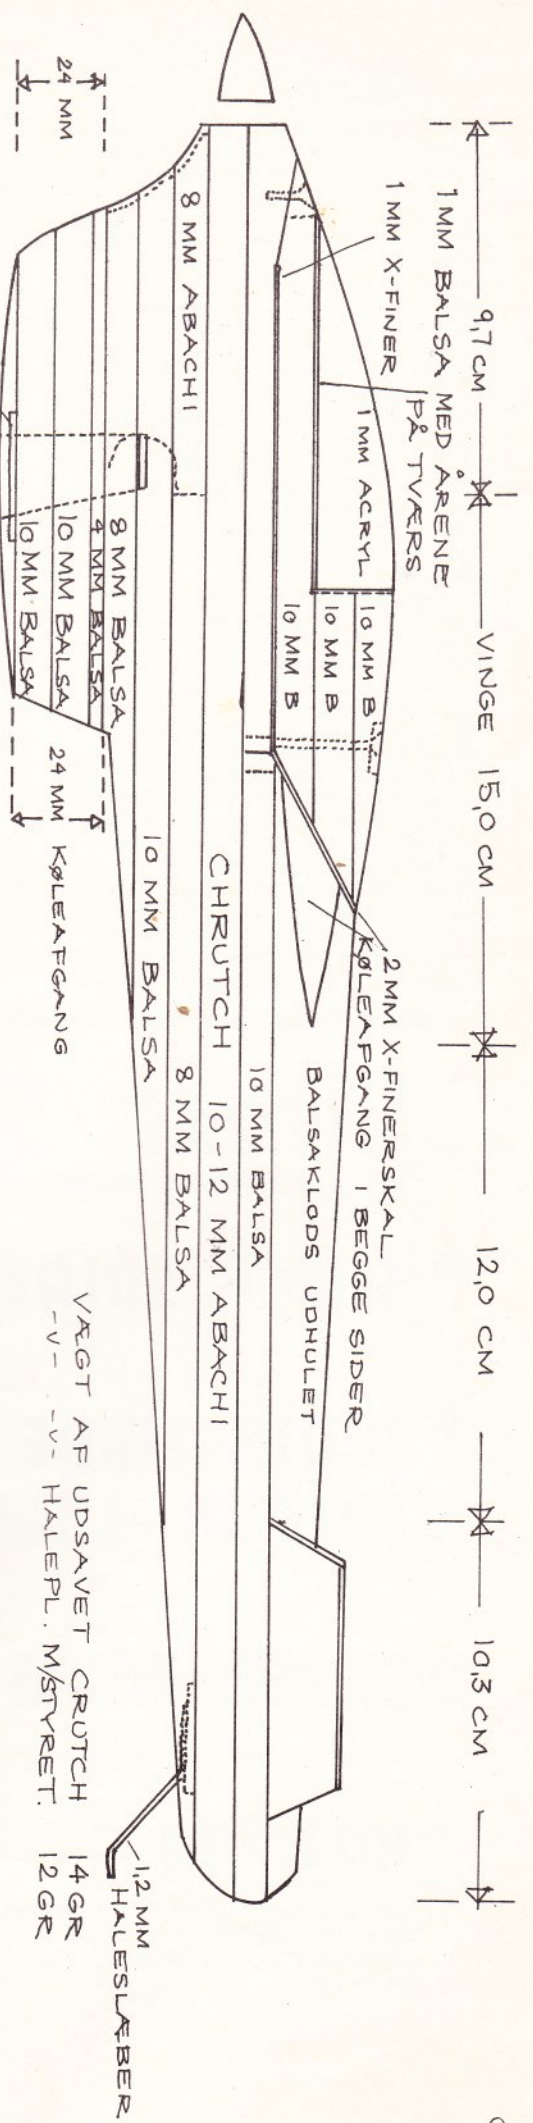 9,7 CM
VINGE 15,0 CM
12,0 CM
10,3 CM
1 MM BALSA MED ÅRENE
PÅ TVÆRS
1 MM X-FINER
1 MM ACRYL
10 MM B
10 MM B
10 MM B
2 MM X-FINERSKAL
KØLEAFGANG I BEGGE SIDER
BALSAKLODS UDHULET
10 MM BALSA
CHRUTCH 10-12 MM ABACHI
8 MM ABACHI
8 MM BALSA
10 MM BALSA
8 MM BALSA
4 MM BALSA
10 MM BALSA
10 MM BALSA
24 MM
24 MM KØLEAFGANG
1,2 MM
HALESLÆBER
VÆGT AF UDSAVET CRUTCH 14 GR
-v- -v- HALEPL. M/STYRET. 12 GR